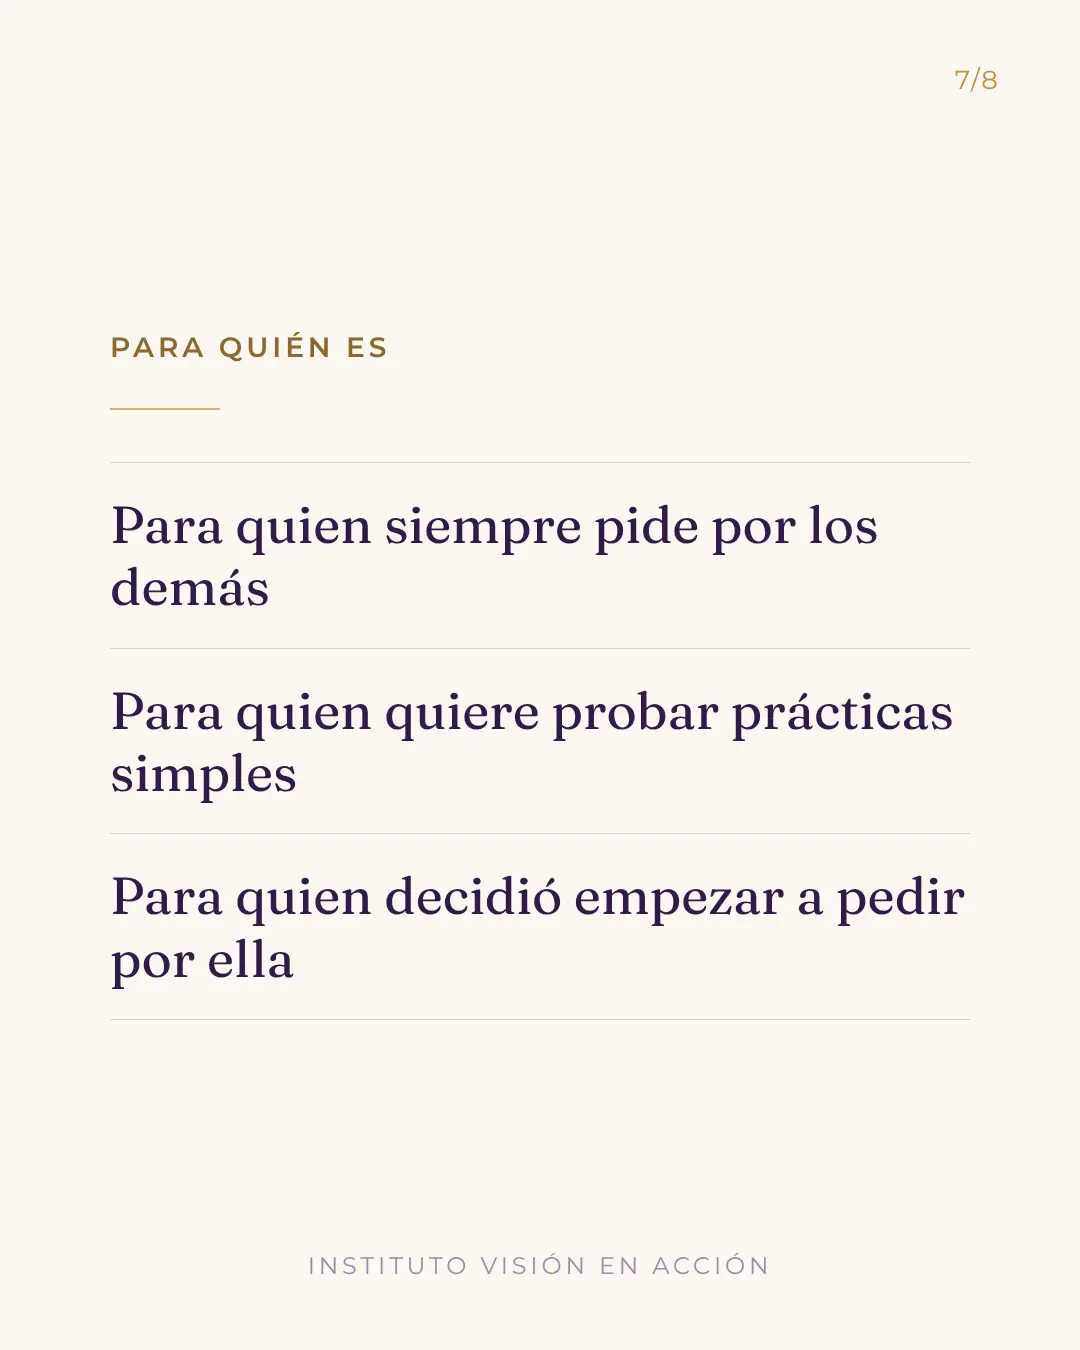 7/8
PARA QUIÉN ES
Para quien siempre pide por los
demás
Para quien quiere probar prácticas
simples
Para quien decidió empezar a pedir
por ella
INSTITUTO VISIÓN EN ACCIÓN